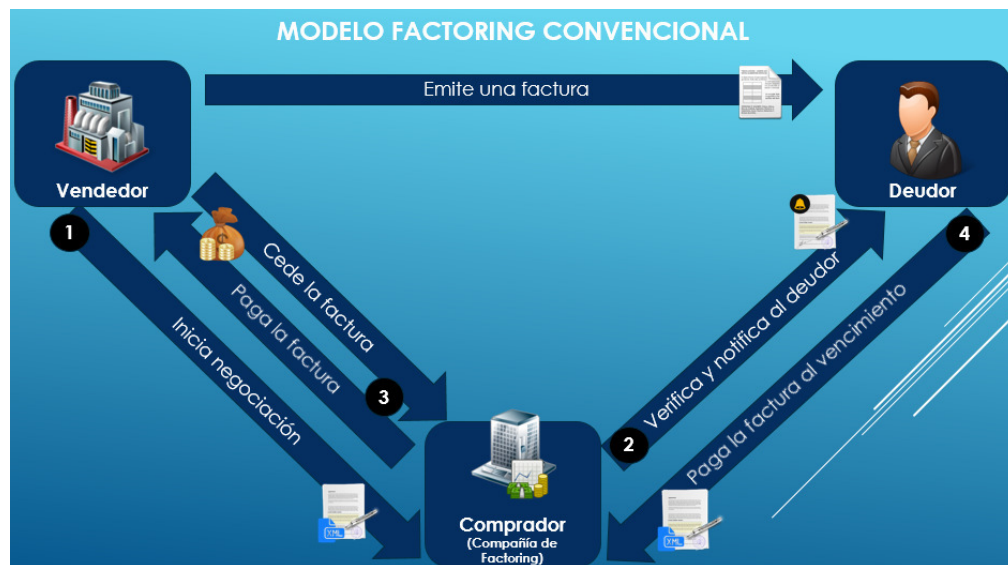 MODELO FACTORING CONVENCIONAL
Emite una factura
Vendedor
Deudor
1
Inicia negociación
Cede la factura
Paga la factura
3
2
Verifica y notifica al deudor
4
Paga la factura al vencimiento
XML
XML
Comprador
(Compañía de
Factoring)